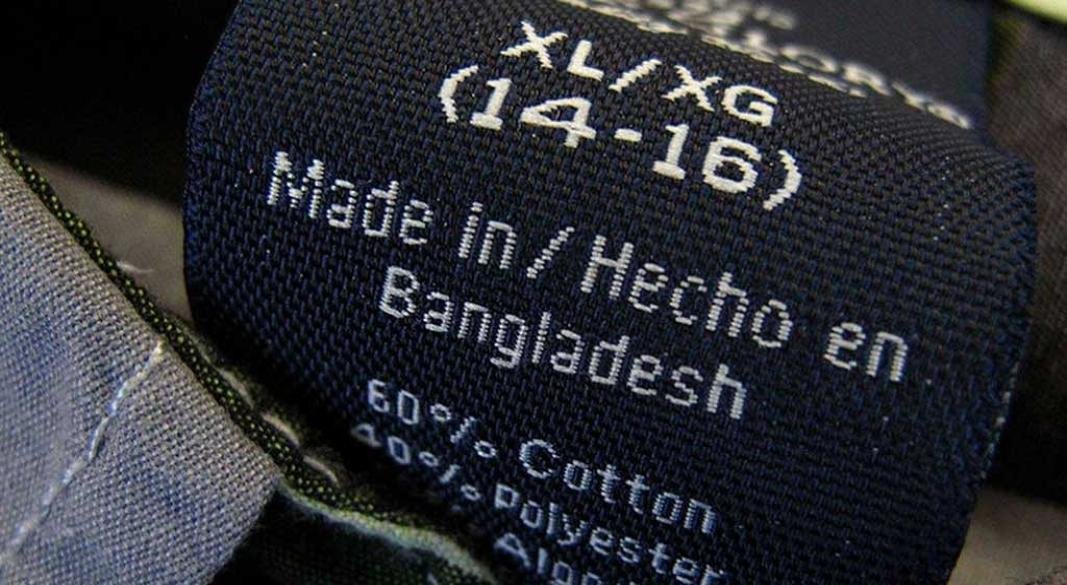 XL/XG
(14-16)
Made in/Hecho en
Bangladesh
60% Cotton
40% Polyester